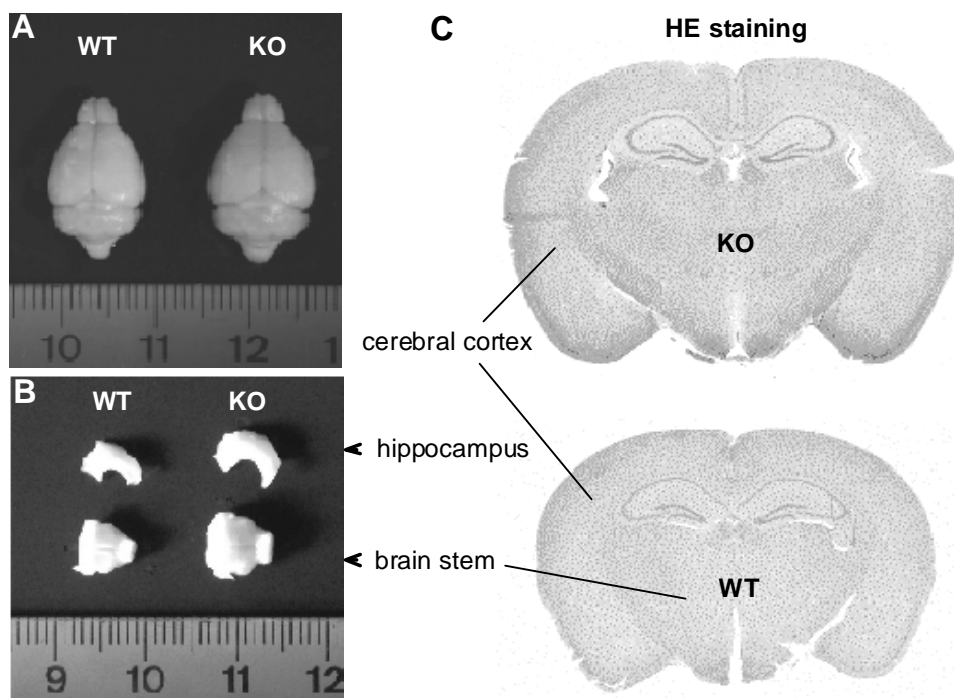 A
WT
KO
10 11 12 1
B
WT
KO
9 10 11 12
C
HE staining
KO
cerebral cortex
hippocampus
brain stem
WT